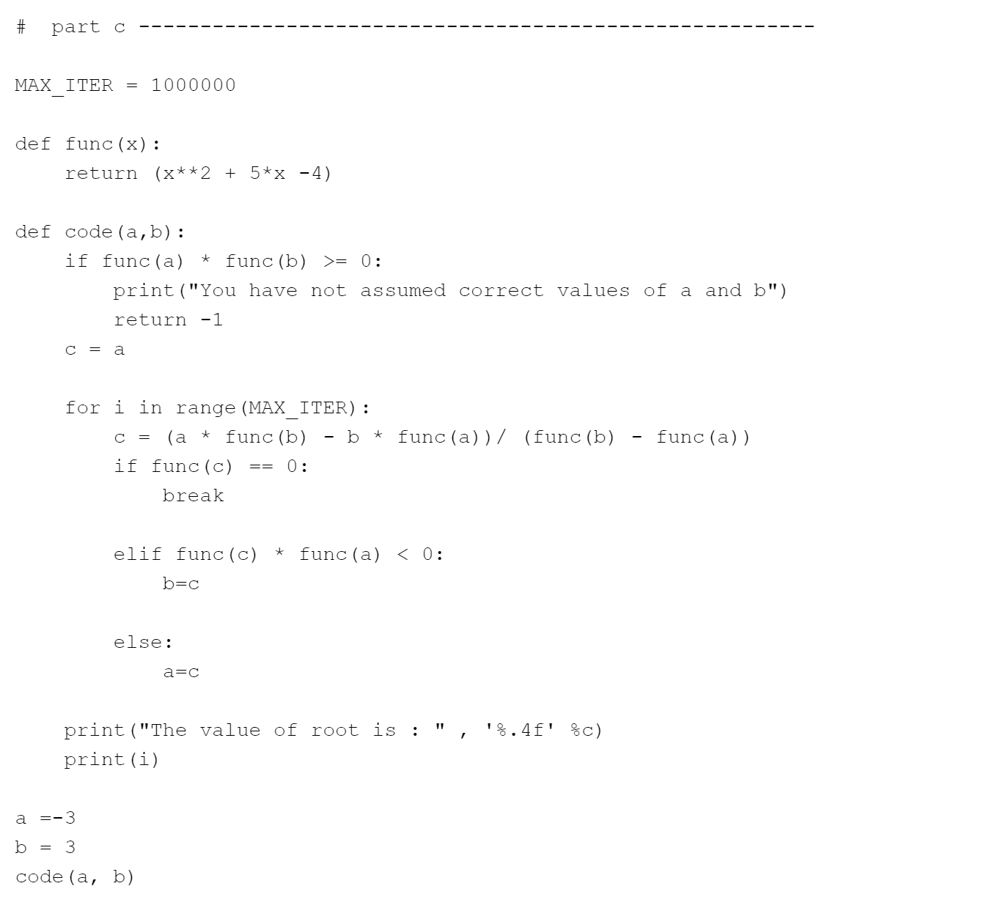 #  part c -------------------------------------------------------
MAX_ITER = 1000000
def func(x):
    return (x**2 + 5*x -4)
def code(a,b):
    if func(a) * func(b) >= 0:
        print("You have not assumed correct values of a and b")
        return -1
    c = a
    for i in range(MAX_ITER):
        c = (a * func(b) - b * func(a))/ (func(b) - func(a))
        if func(c) == 0:
            break
        elif func(c) * func(a) < 0:
            b=c
        else:
            a=c
    print("The value of root is : " , '%.4f' %c)
    print(i)
a =-3
b = 3
code(a, b)